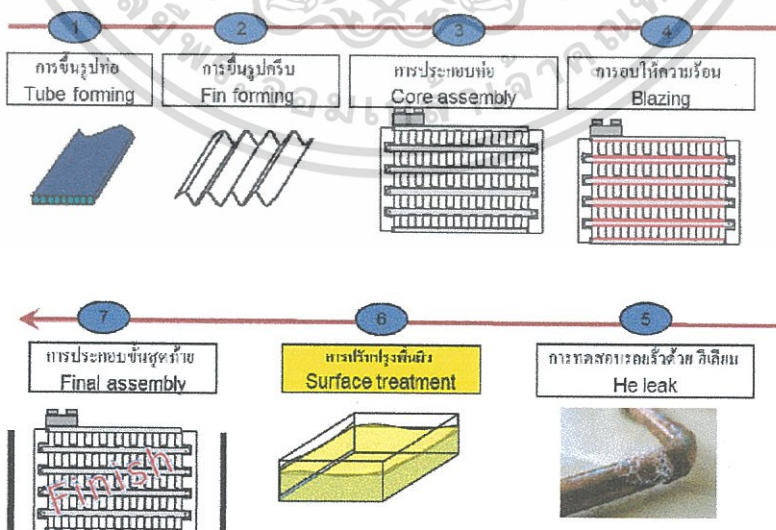 1
2
3
4
การขึ้นรูปท่อ
Tube forming
การขึ้นรูปครีบ
Fin forming
การประกอบท่อ
Core assembly
การอบให้ความร้อน
Blazing
7
6
5
การประกอบขั้นสุดท้าย
Final assembly
การปรับปรุงพื้นผิว
Surface treatment
การทดสอบรอยรั่วด้วย ฮีเลียม
He leak
Finish